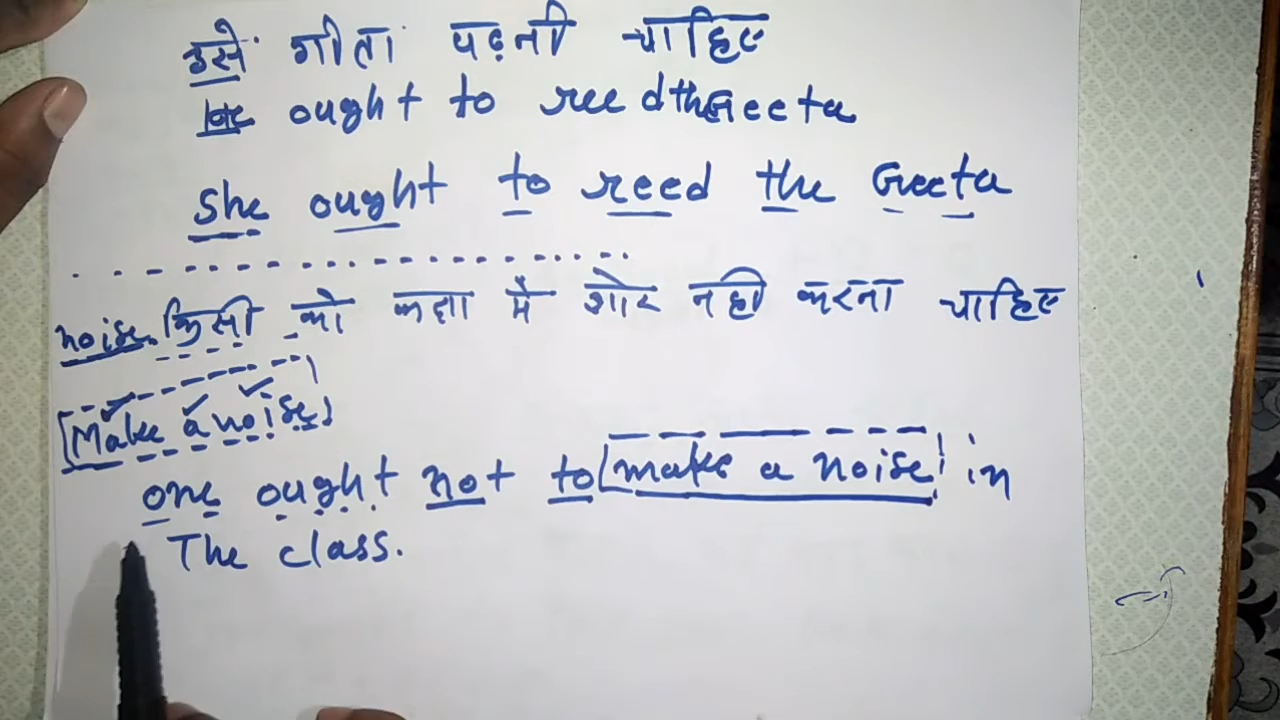 उसे गीता पढ़नी चाहिए
He ought to reed the Geeta
She ought to reed the Geeta
noise. किसी को कक्षा में शोर नही करना चाहिए
Make a noise
one ought not to make a noise in
The class.